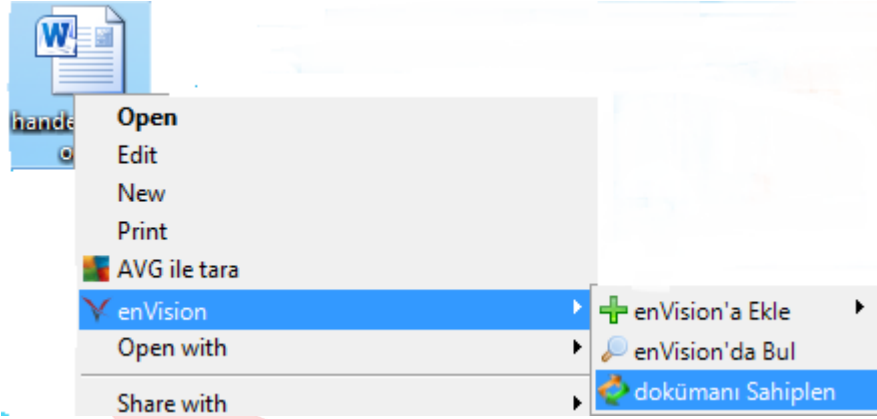 Open
Edit
New
Print
AVG ile tara
enVision
Open with
Share with
enVision'a Ekle
enVision'da Bul
dokümanı Sahiplen